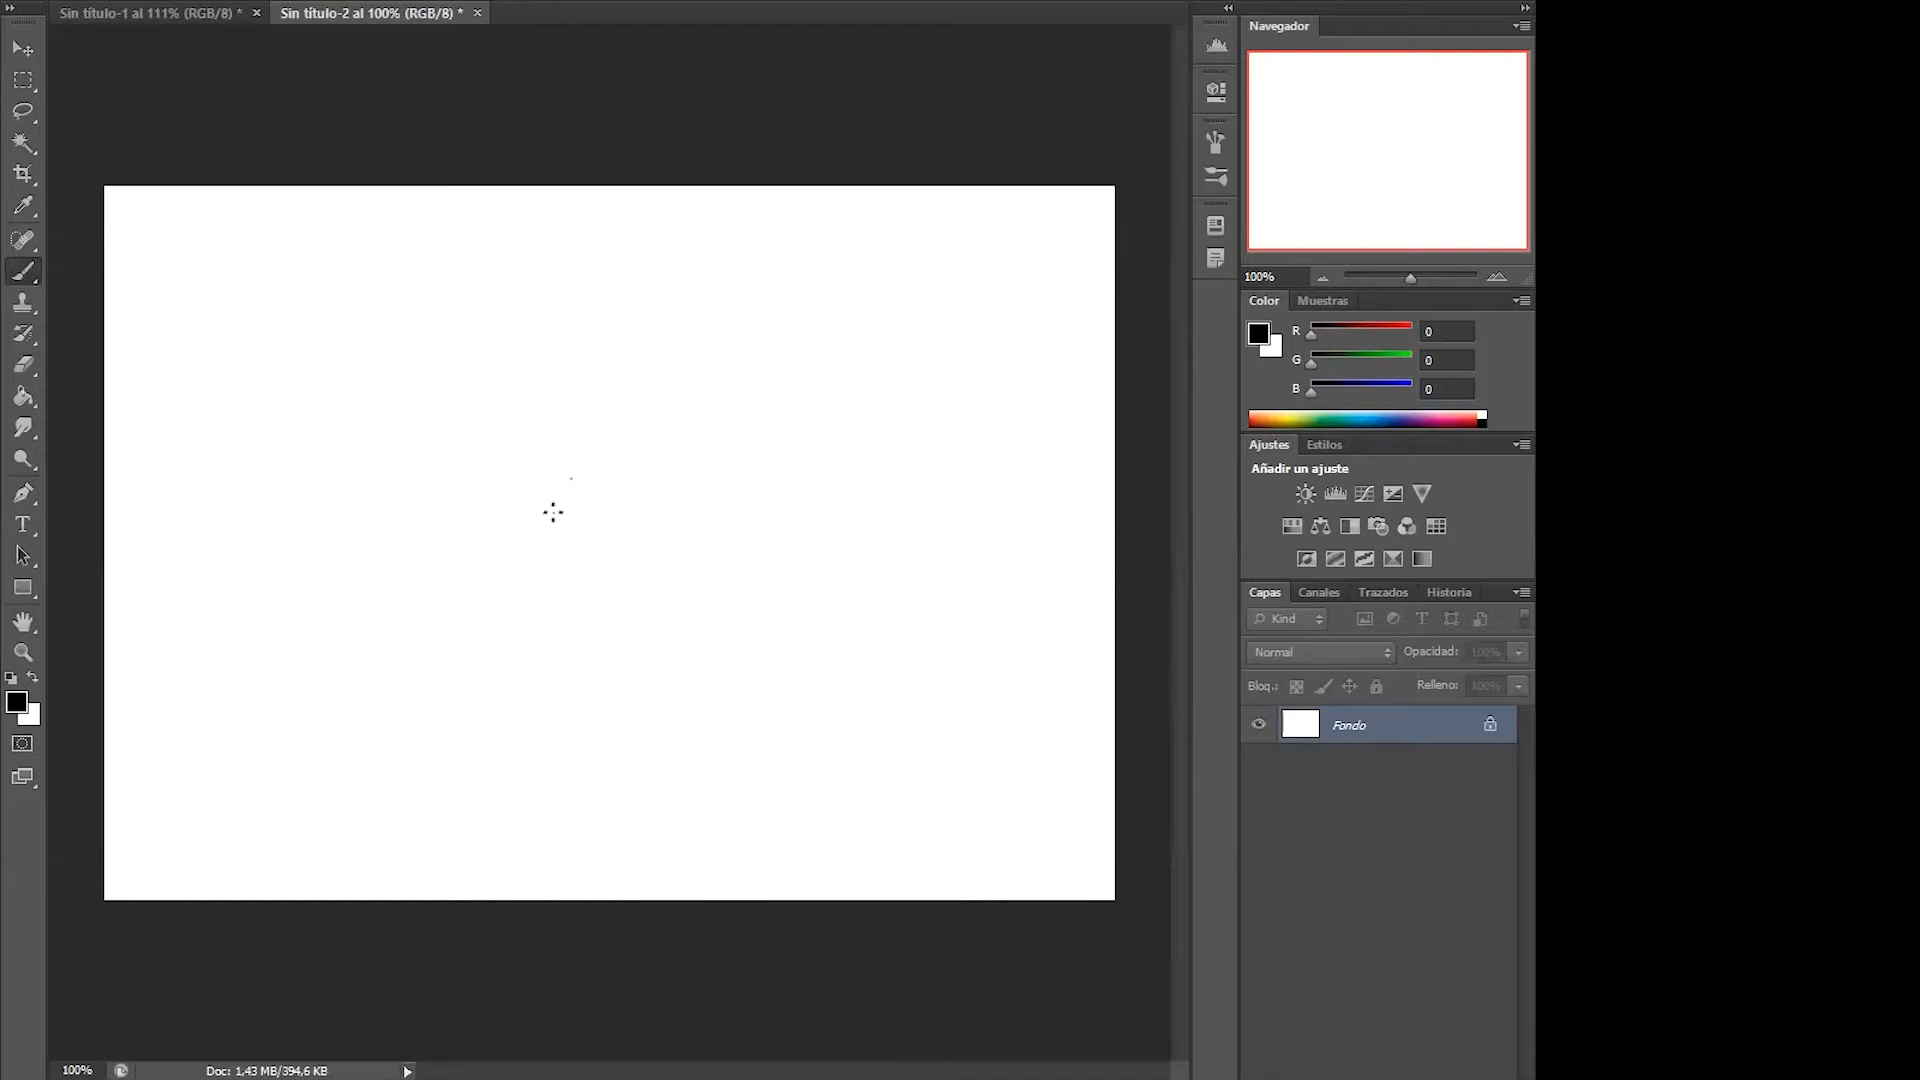 Sin título-1 al 111% (RGB/8) *
Sin título-2 al 100% (RGB/8) *
Navegador
100%
Color
Muestras
R
0
G
0
B
0
Ajustes
Estilos
Añadir un ajuste
Capas
Canales
Trazados
Historia
Kind
Normal
Opacidad:
100%
Bloq.:
Relleno:
100%
Fondo
100%
Doc: 1,43 MB/394,6 KB